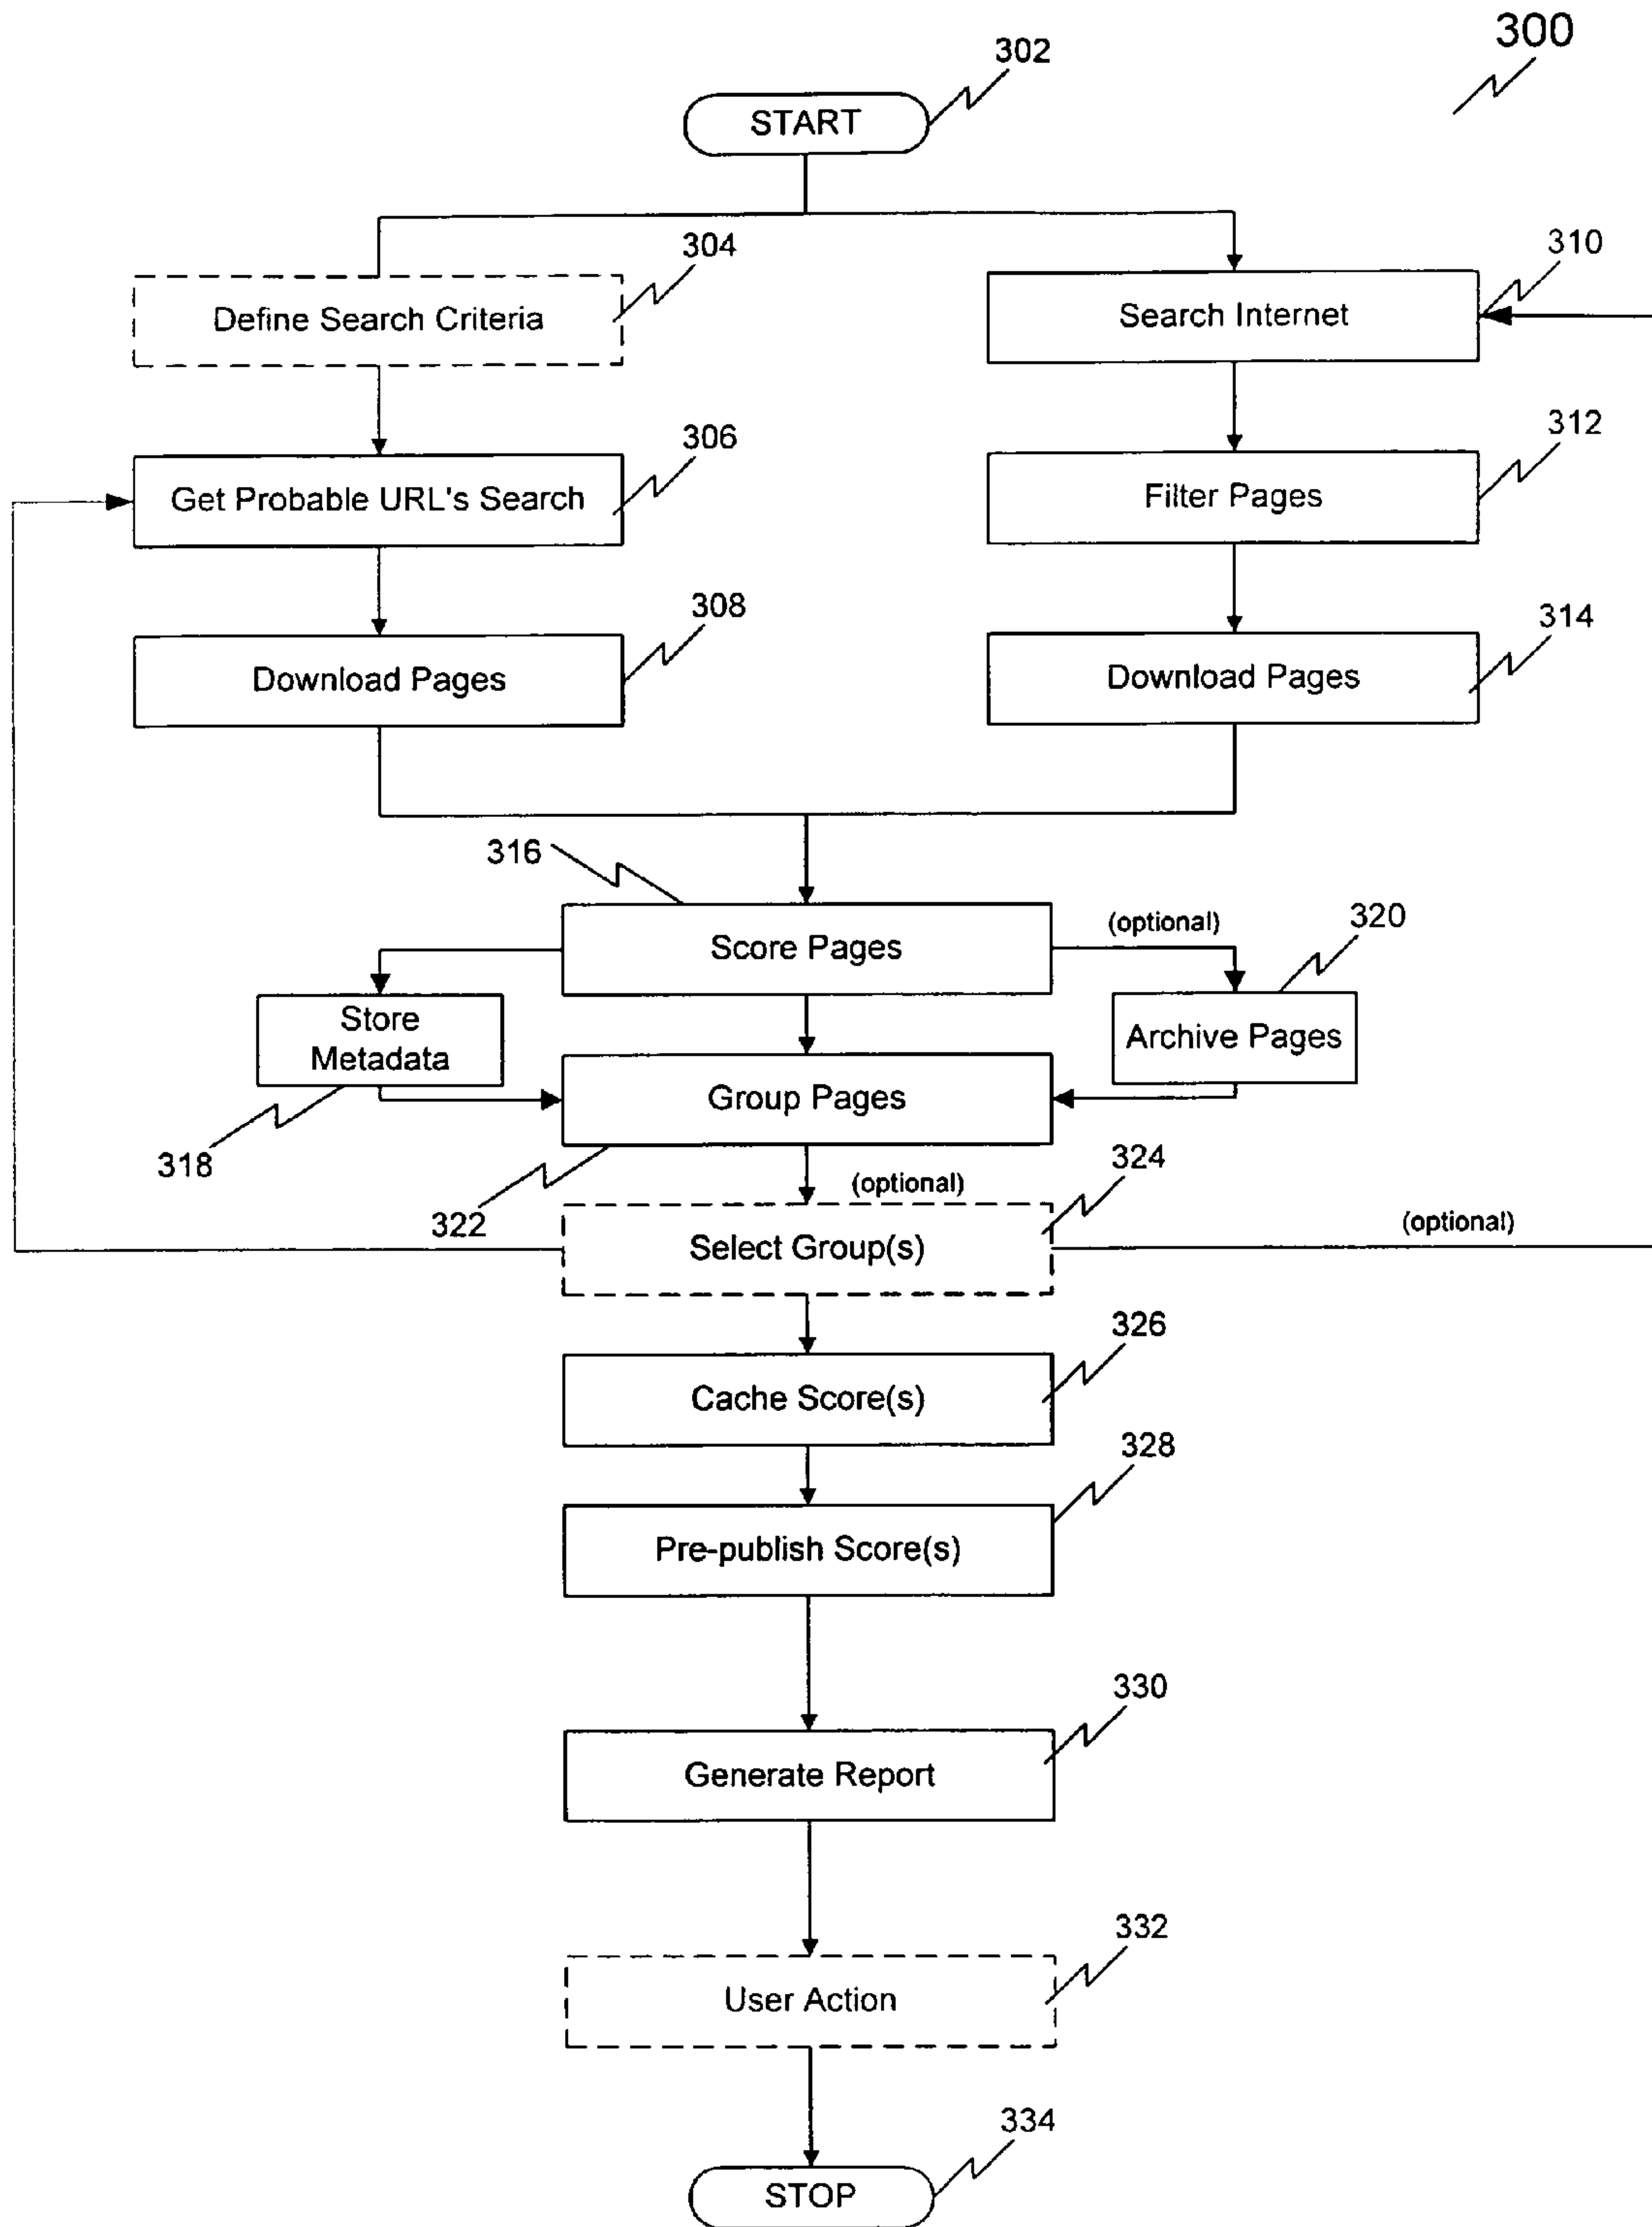 300
302
START
304
310
Define Search Criteria
Search Internet
306
312
Get Probable URL's Search
Filter Pages
308
314
Download Pages
Download Pages
316
(optional)
320
Score Pages
Store
Metadata
Archive Pages
Group Pages
318
322
(optional)
324
(optional)
Select Group(s)
326
Cache Score(s)
328
Pre-publish Score(s)
330
Generate Report
332
User Action
334
STOP